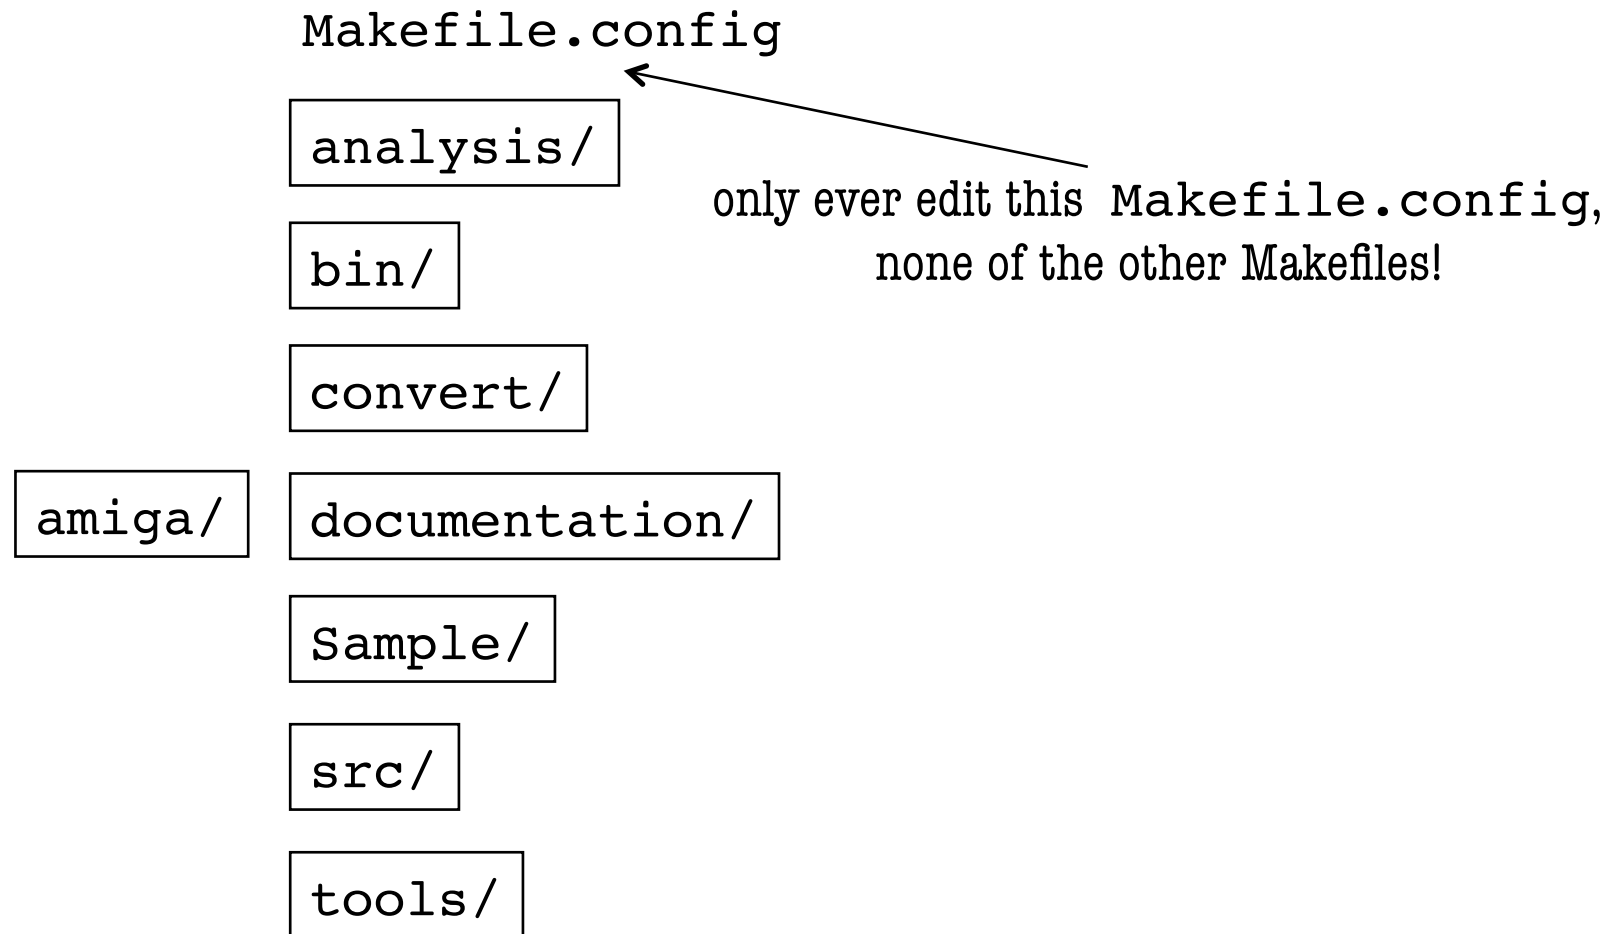 Makefile.config
analysis/
only ever edit this Makefile.config,
none of the other Makefiles!
bin/
convert/
amiga/
documentation/
Sample/
src/
tools/